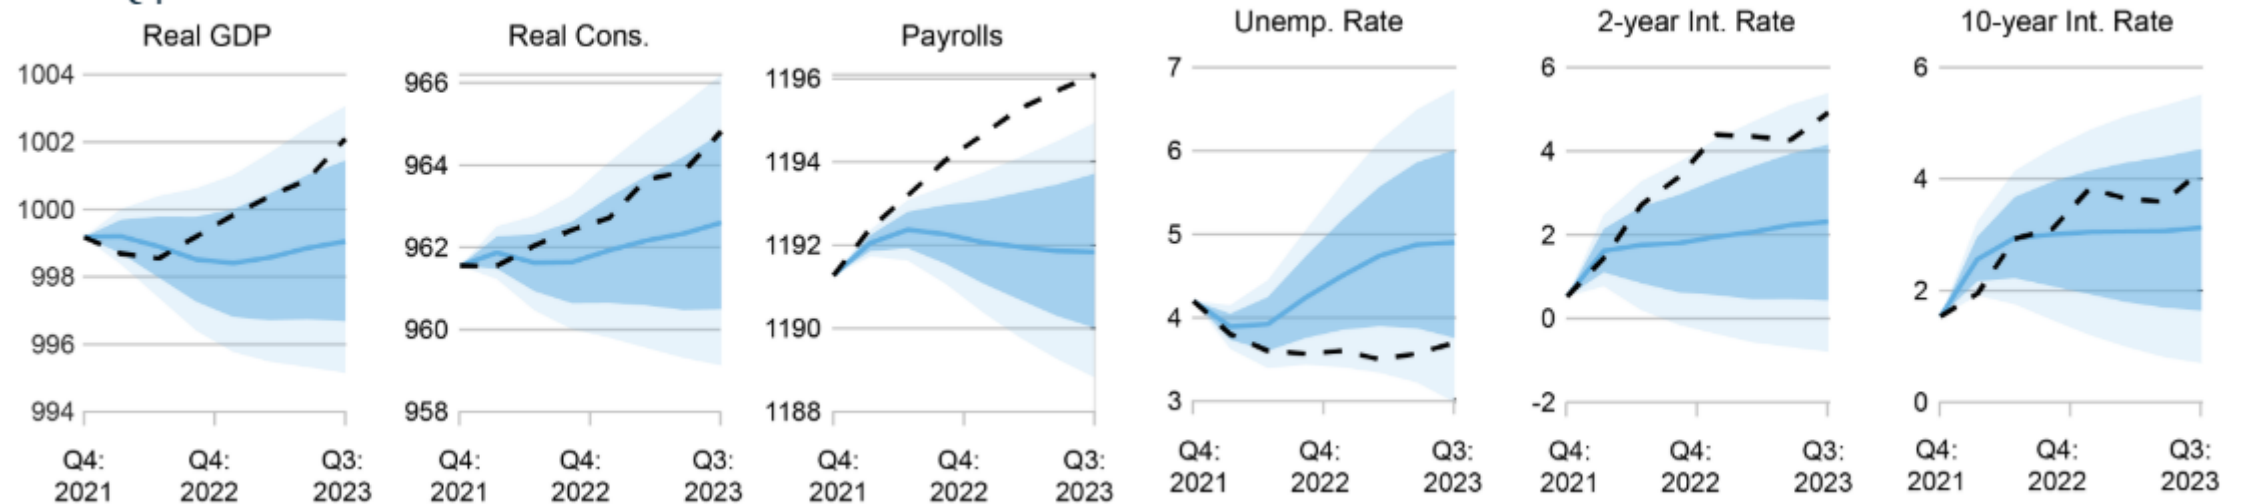 Real GDP
1004
1002
1000
998
996
994
Q4: Q4: Q3:
2021 2022 2023
Real Cons.
966
964
962
960
958
Q4: Q4: Q3:
2021 2022 2023
Payrolls
1196
1194
1192
1190
1188
Q4: Q4: Q3:
2021 2022 2023
Unemp. Rate
7
6
5
4
3
Q4: Q4: Q3:
2021 2022 2023
2-year Int. Rate
6
4
2
0
-2
Q4: Q4: Q3:
2021 2022 2023
10-year Int. Rate
6
4
2
0
Q4: Q4: Q3:
2021 2022 2023